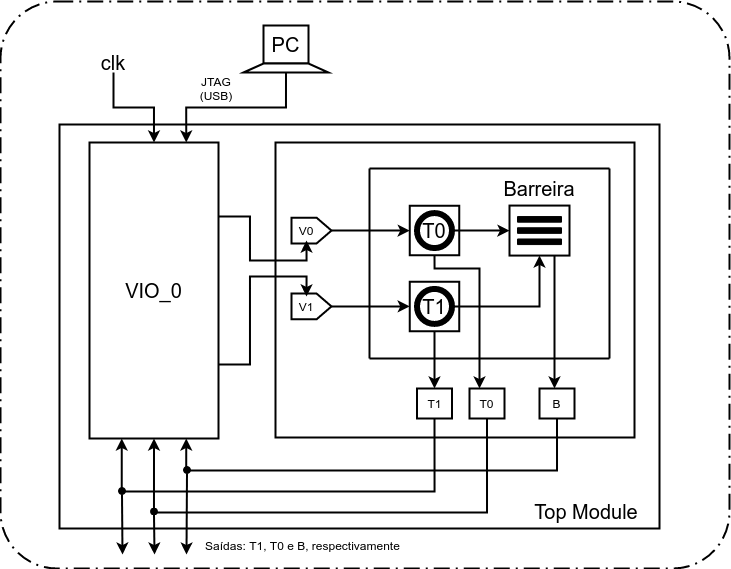 PC
clk
JTAG
(USB)
Barreira
V0
T0
VIO_0
V1
T1
T1
T0
B
Top Module
Saídas: T1, T0 e B, respectivamente